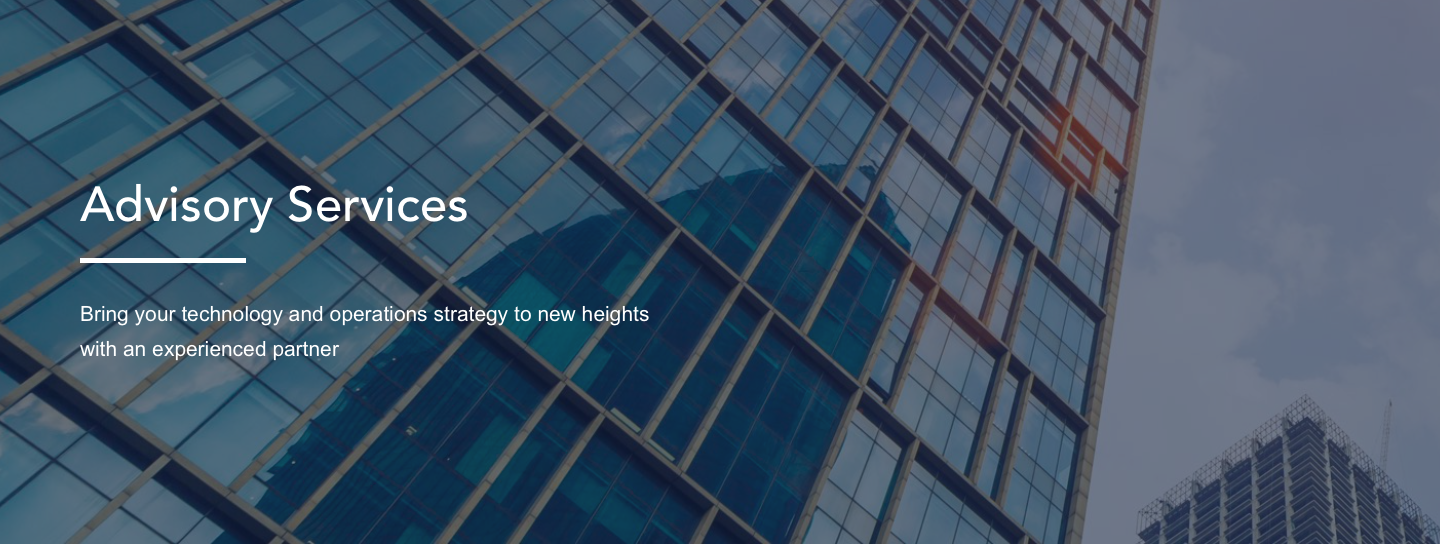 Advisory Services
Bring your technology and operations strategy to new heights
with an experienced partner